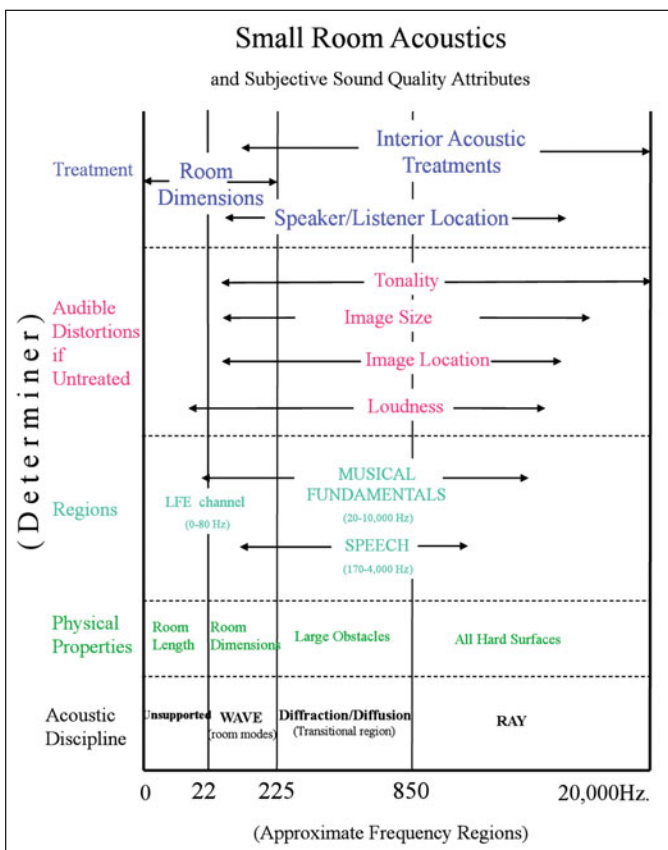 Small Room Acoustics
and Subjective Sound Quality Attributes
(Determiner)
Treatment
Interior Acoustic
Treatments
Room
Dimensions
Speaker/Listener Location
Audible
Distortions
if
Untreated
Tonality
Image Size
Image Location
Loudness
Regions
MUSICAL
FUNDAMENTALS
(20-10,000 Hz)
LFE channel
(0-80 Hz)
SPEECH
(170-4,000 Hz)
Physical
Properties
Room
Length
Room
Dimensions
Large Obstacles
All Hard Surfaces
Acoustic
Discipline
Unsupported
WAVE
(room modes)
Diffraction/Diffusion
(Transitional region)
RAY
0 22 225 850 20,000Hz.
(Approximate Frequency Regions)